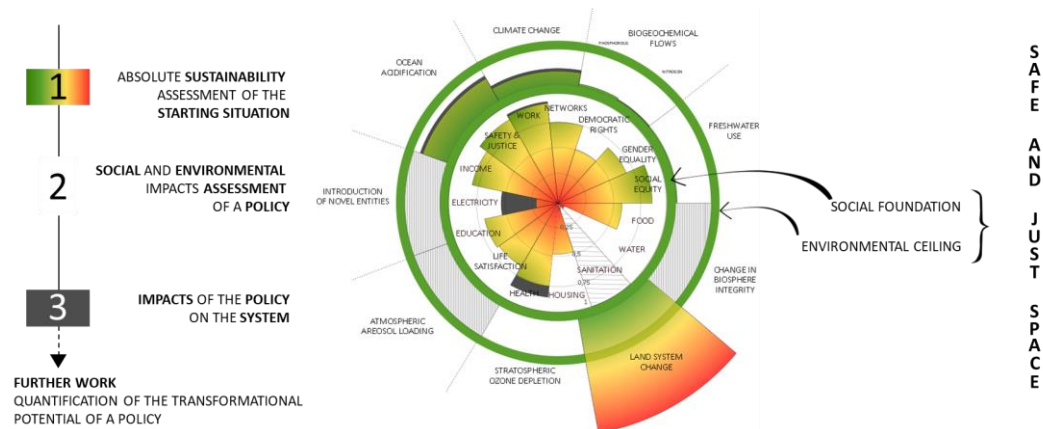 1
ABSOLUTE SUSTAINABILITY
ASSESSMENT OF THE
STARTING SITUATION
2
SOCIAL AND ENVIRONMENTAL
IMPACTS ASSESSMENT
OF A POLICY
3
IMPACTS OF THE POLICY
ON THE SYSTEM
FURTHER WORK
QUANTIFICATION OF THE TRANSFORMATIONAL
POTENTIAL OF A POLICY
CLIMATE CHANGE
PHOSPHOROUS
BIOGEOCHEMICAL
FLOWS
NITROGEN
OCEAN
ACIDIFICATION
FRESHWATER
USE
INTRODUCTION
OF NOVEL ENTITIES
CHANGE IN
BIOSPHERE
INTEGRITY
ATMOSPHERIC
AREOSOL LOADING
STRATOSPHERIC
OZONE DEPLETION
LAND SYSTEM
CHANGE
WORK
NETWORKS
DEMOCRATIC
RIGHTS
GENDER
EQUALITY
SOCIAL
EQUITY
FOOD
WATER
SANITATION
HOUSING
HEALTH
LIFE
SATISFACTION
EDUCATION
ELECTRICITY
INCOME
SAFETY &
JUSTICE
0,25
0,5
0,75
1
SOCIAL FOUNDATION
ENVIRONMENTAL CEILING
SAFE AND JUST SPACE